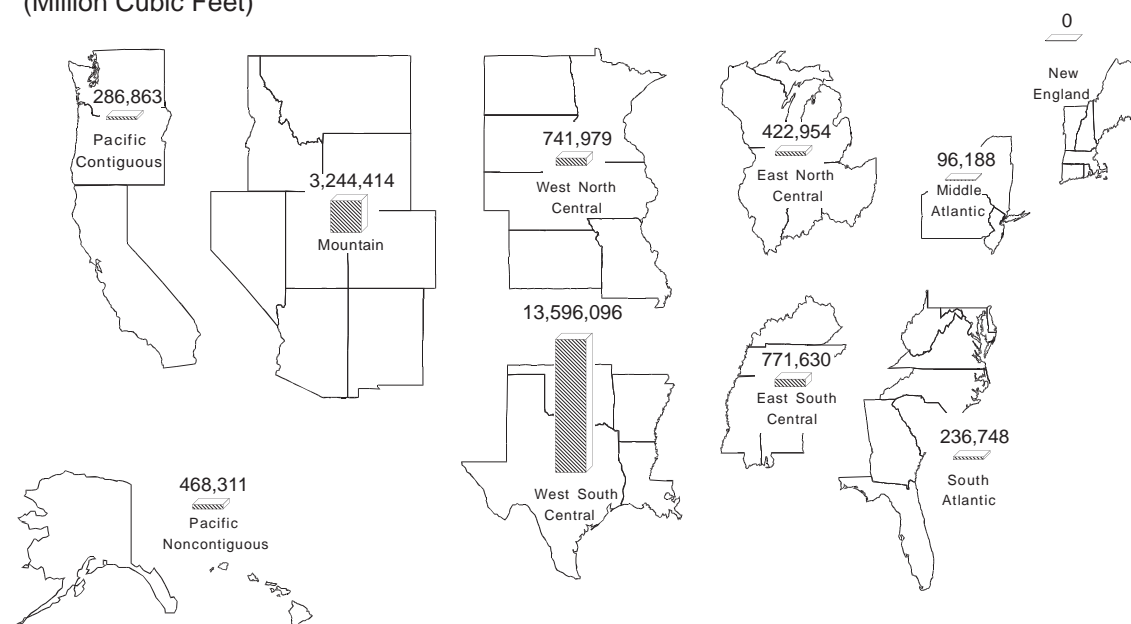 (Million Cubic Feet)
0
New
England
286,863
Pacific
Contiguous
3,244,414
Mountain
741,979
West North
Central
422,954
East North
Central
96,188
Middle
Atlantic
13,596,096
West South
Central
771,630
East South
Central
236,748
South
Atlantic
468,311
Pacific
Noncontiguous